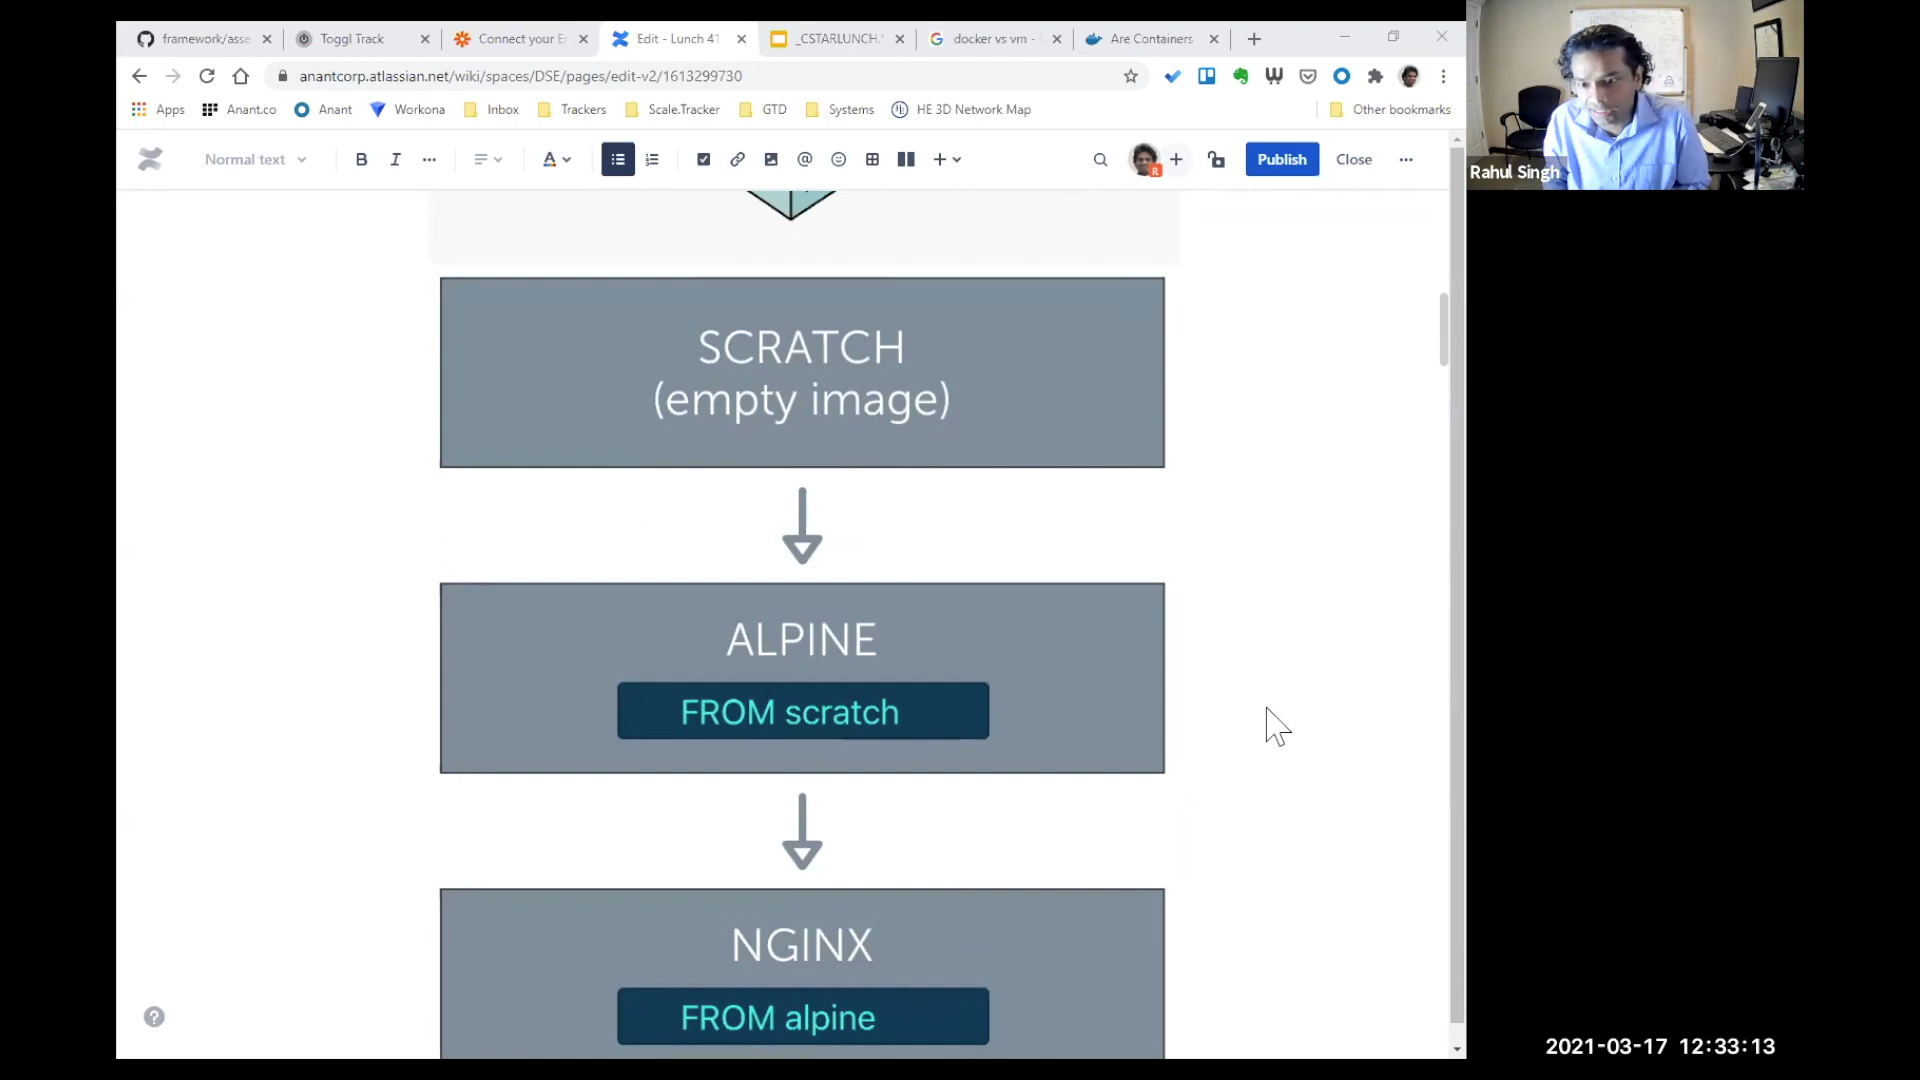 framework/asse
Toggl Track
Connect your E
Edit - Lunch 41
_CSTARLUNCH.
docker vs vm -
Are Containers
anantcorp.atlassian.net/wiki/spaces/DSE/pages/edit-v2/1613299730
Apps
Anant.co
Anant
Workona
Inbox
Trackers
Scale.Tracker
GTD
Systems
HE 3D Network Map
Other bookmarks
Normal text
B
I
A
R
Publish
Close
Rahul Singh
SCRATCH
(empty image)
ALPINE
FROM scratch
NGINX
FROM alpine
2021-03-17 12:33:13